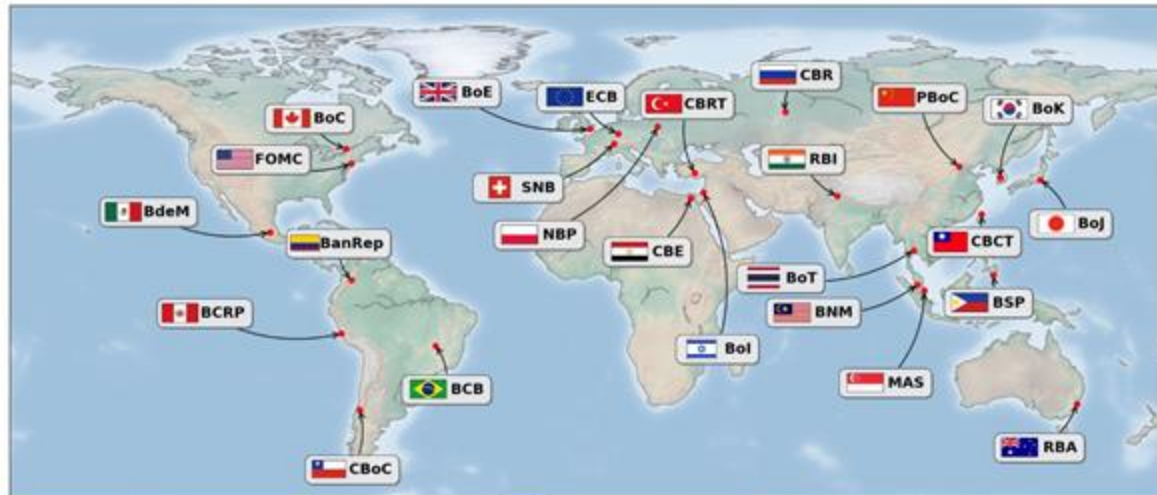 CBR
BoE
ECB
CBRT
PBoC
BoK
BoC
FOMC
RBI
SNB
BdeM
NBP
BoJ
BanRep
CBE
CBCT
BoT
BSP
BCRP
BNM
BoI
MAS
BCB
RBA
CBoC